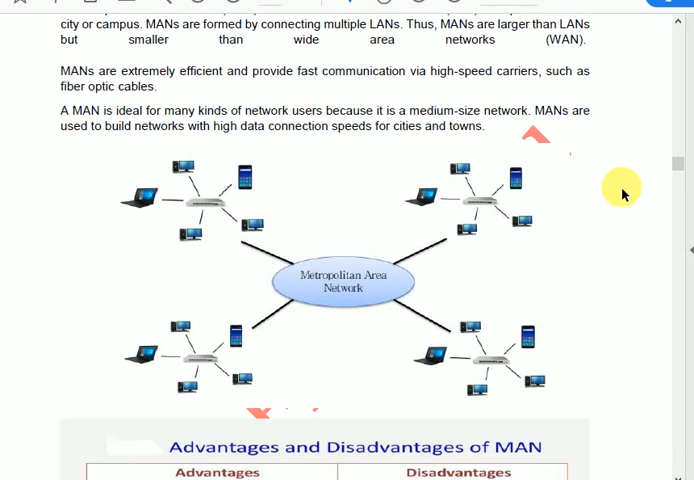 city or campus. MANs are formed by connecting multiple LANs. Thus, MANs are larger than LANs
but smaller than wide area networks (WAN).
MANs are extremely efficient and provide fast communication via high-speed carriers, such as
fiber optic cables.
A MAN is ideal for many kinds of network users because it is a medium-size network. MANs are
used to build networks with high data connection speeds for cities and towns.
Metropolitan Area
Network
Advantages and Disadvantages of MAN
Advantages Disadvantages